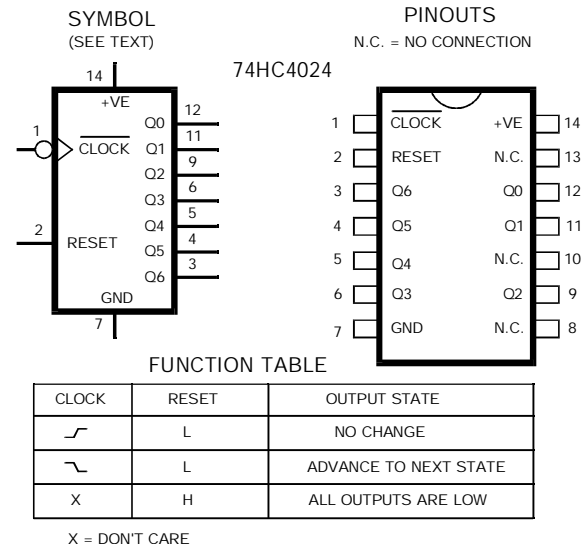 SYMBOL
(SEE TEXT)
PINOUTS
N.C. = NO CONNECTION
74HC4024
14
+VE
1
CLOCK
2
RESET
Q0 12
Q1 11
Q2 9
Q3 6
Q4 5
Q5 4
Q6 3
GND
7
1 CLOCK +VE 14
2 RESET N.C. 13
3 Q6 Q0 12
4 Q5 Q1 11
5 Q4 N.C. 10
6 Q3 Q2 9
7 GND N.C. 8
FUNCTION TABLE
CLOCK RESET OUTPUT STATE
L NO CHANGE
L ADVANCE TO NEXT STATE
X H ALL OUTPUTS ARE LOW
X = DON'T CARE